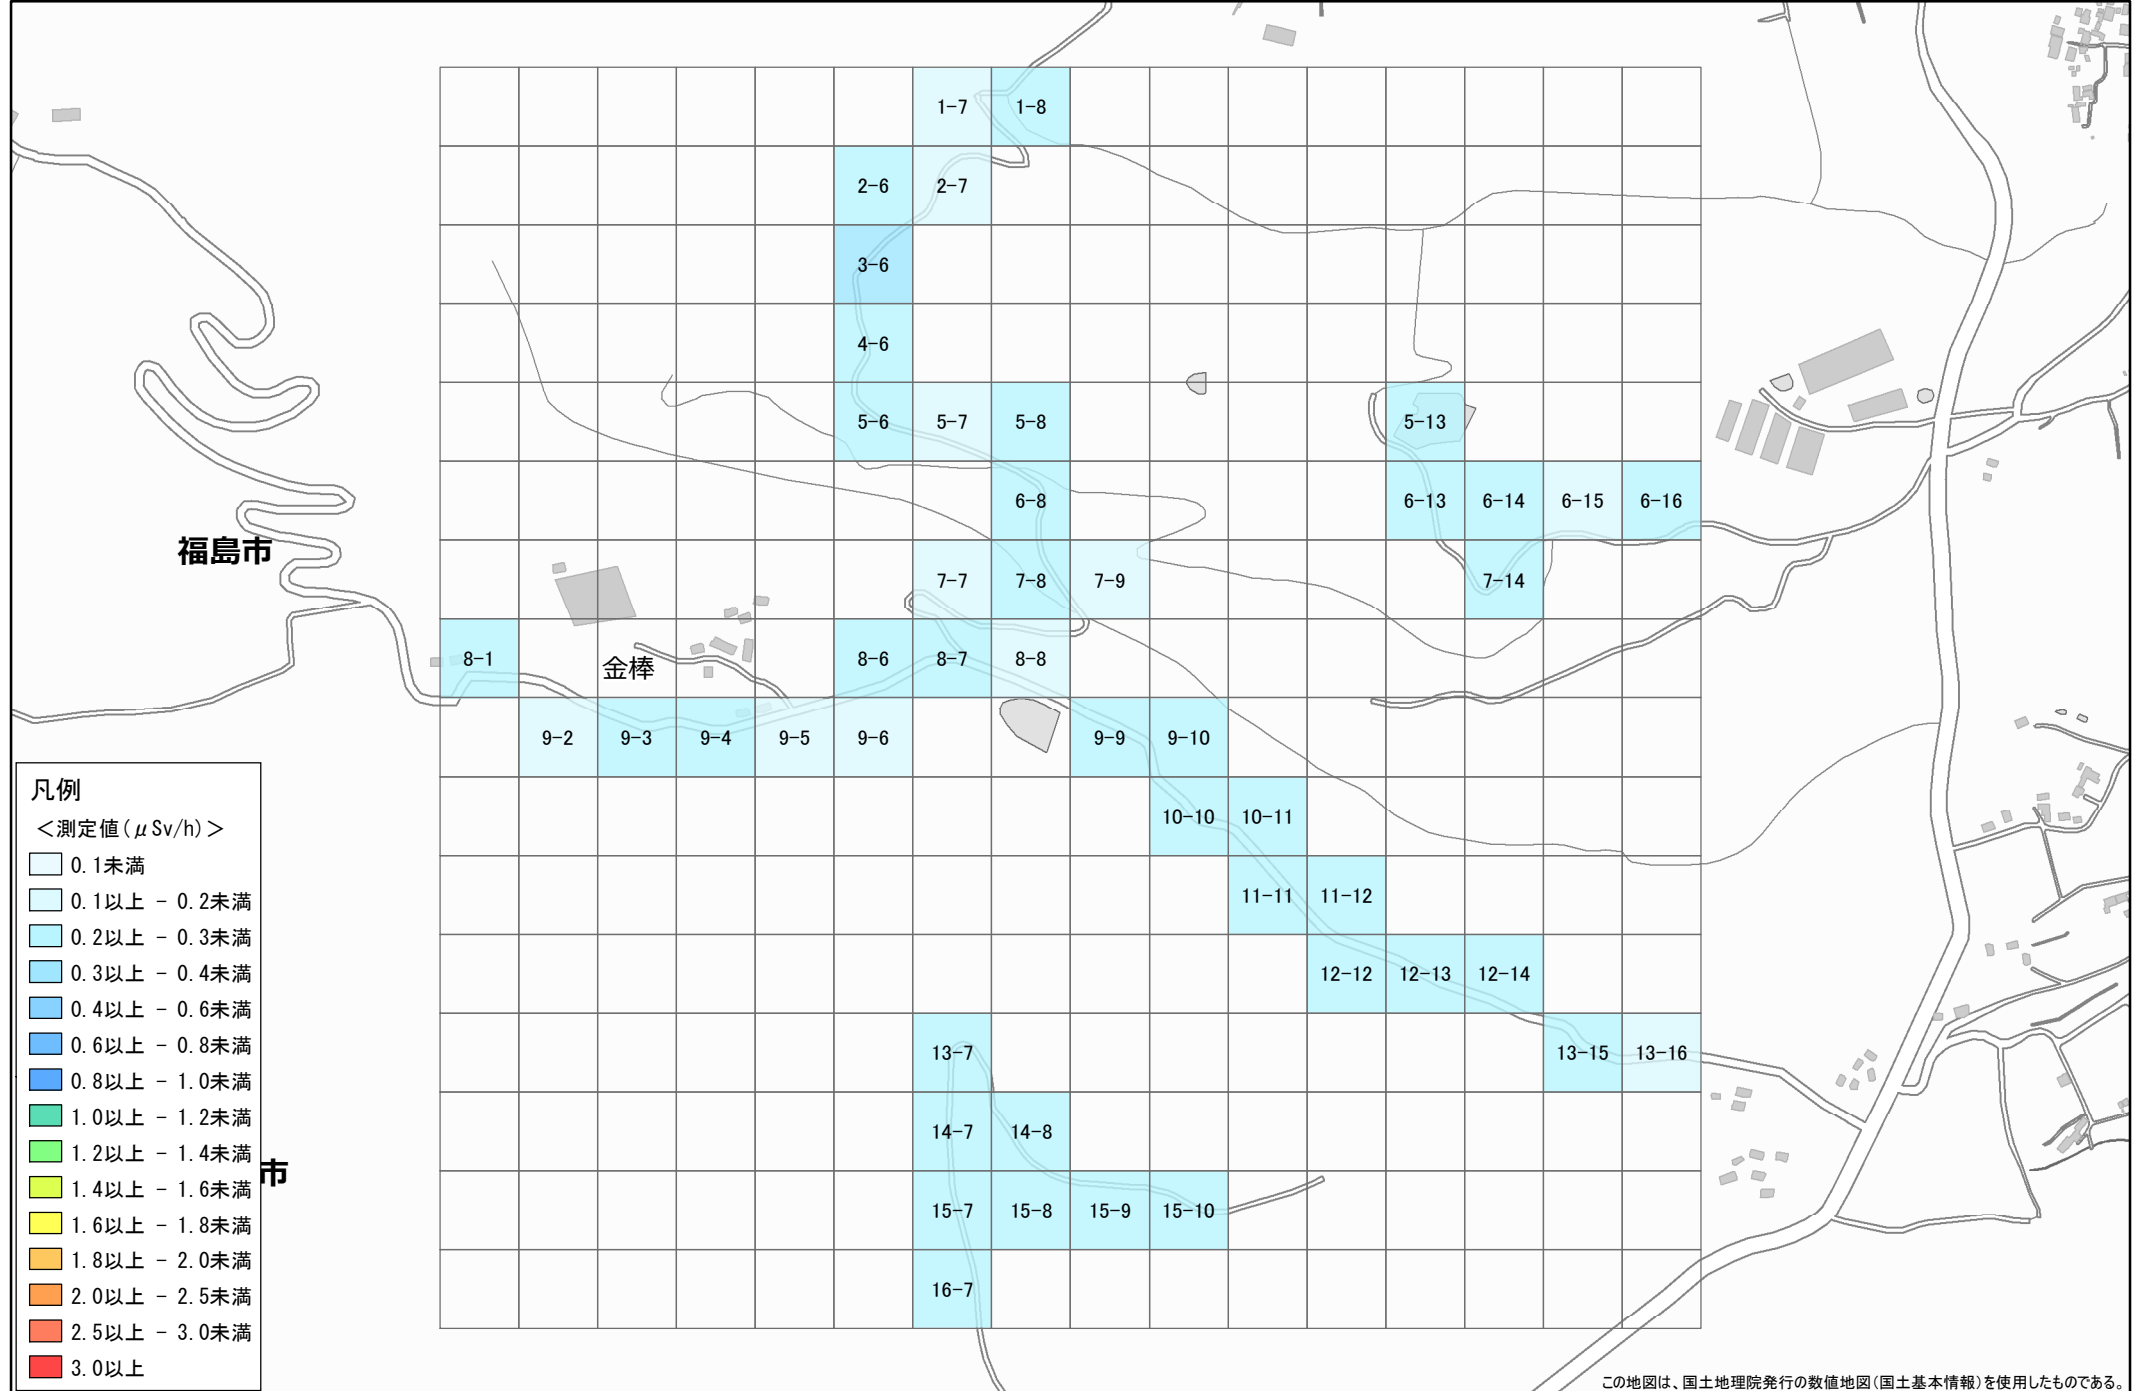 1-7 1-8
2-6 2-7
3-6
4-6
5-6 5-7 5-8 5-13
6-8 6-13 6-14 6-15 6-16
福島市
7-7 7-8 7-9 7-14
8-1 金棒 8-6 8-7 8-8
9-2 9-3 9-4 9-5 9-6 9-9 9-10
10-10 10-11
11-11 11-12
12-12 12-13 12-14
13-7 13-15 13-16
14-7 14-8
市
15-7 15-8 15-9 15-10
16-7
凡例
＜測定値(μSv/h)＞
0.1未満
0.1以上 - 0.2未満
0.2以上 - 0.3未満
0.3以上 - 0.4未満
0.4以上 - 0.6未満
0.6以上 - 0.8未満
0.8以上 - 1.0未満
1.0以上 - 1.2未満
1.2以上 - 1.4未満
1.4以上 - 1.6未満
1.6以上 - 1.8未満
1.8以上 - 2.0未満
2.0以上 - 2.5未満
2.5以上 - 3.0未満
3.0以上
この地図は、国土地理院発行の数値地図(国土基本情報)を使用したものである。